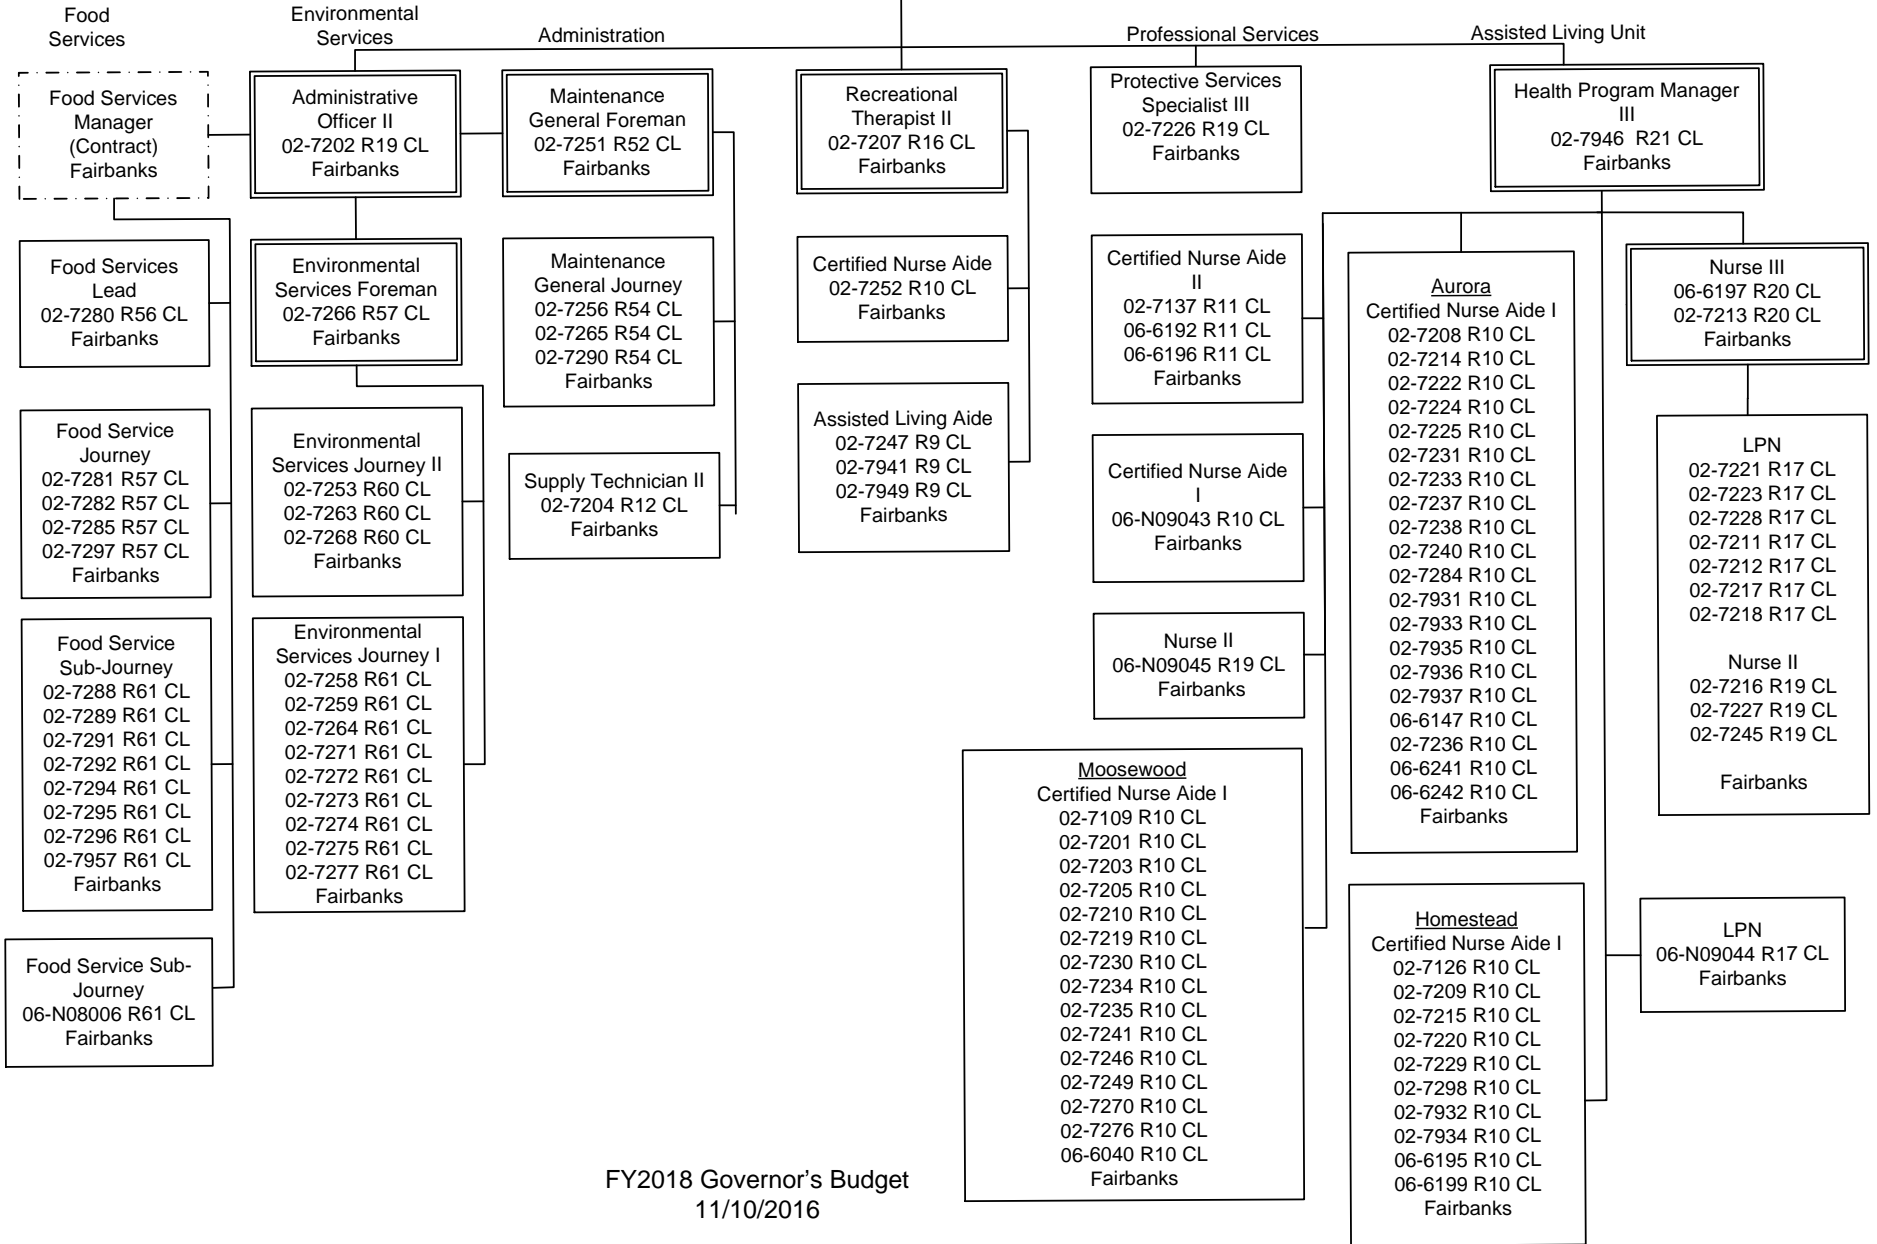 Food
Services
Environmental
Services
Administration
Professional Services
Assisted Living Unit
Food Services
Manager
(Contract)
Fairbanks
Administrative
Officer II
02-7202 R19 CL
Fairbanks
Maintenance
General Foreman
02-7251 R52 CL
Fairbanks
Recreational
Therapist II
02-7207 R16 CL
Fairbanks
Protective Services
Specialist III
02-7226 R19 CL
Fairbanks
Health Program Manager
III
02-7946 R21 CL
Fairbanks
Food Services
Lead
02-7280 R56 CL
Fairbanks
Environmental
Services Foreman
02-7266 R57 CL
Fairbanks
Maintenance
General Journey
02-7256 R54 CL
02-7265 R54 CL
02-7290 R54 CL
Fairbanks
Certified Nurse Aide
02-7252 R10 CL
Fairbanks
Certified Nurse Aide
II
02-7137 R11 CL
06-6192 R11 CL
06-6196 R11 CL
Fairbanks
Aurora
Certified Nurse Aide I
02-7208 R10 CL
02-7214 R10 CL
02-7222 R10 CL
02-7224 R10 CL
02-7225 R10 CL
02-7231 R10 CL
02-7233 R10 CL
02-7237 R10 CL
02-7238 R10 CL
02-7240 R10 CL
02-7284 R10 CL
02-7931 R10 CL
02-7933 R10 CL
02-7935 R10 CL
02-7936 R10 CL
02-7937 R10 CL
06-6147 R10 CL
02-7236 R10 CL
06-6241 R10 CL
06-6242 R10 CL
Fairbanks
Nurse III
06-6197 R20 CL
02-7213 R20 CL
Fairbanks
Food Service
Journey
02-7281 R57 CL
02-7282 R57 CL
02-7285 R57 CL
02-7297 R57 CL
Fairbanks
Environmental
Services Journey II
02-7253 R60 CL
02-7263 R60 CL
02-7268 R60 CL
Fairbanks
Supply Technician II
02-7204 R12 CL
Fairbanks
Assisted Living Aide
02-7247 R9 CL
02-7941 R9 CL
02-7949 R9 CL
Fairbanks
Certified Nurse Aide
I
06-N09043 R10 CL
Fairbanks
LPN
02-7221 R17 CL
02-7223 R17 CL
02-7228 R17 CL
02-7211 R17 CL
02-7212 R17 CL
02-7217 R17 CL
02-7218 R17 CL
Nurse II
02-7216 R19 CL
02-7227 R19 CL
02-7245 R19 CL
Fairbanks
Food Service
Sub-Journey
02-7288 R61 CL
02-7289 R61 CL
02-7291 R61 CL
02-7292 R61 CL
02-7294 R61 CL
02-7295 R61 CL
02-7296 R61 CL
02-7957 R61 CL
Fairbanks
Environmental
Services Journey I
02-7258 R61 CL
02-7259 R61 CL
02-7264 R61 CL
02-7271 R61 CL
02-7272 R61 CL
02-7273 R61 CL
02-7274 R61 CL
02-7275 R61 CL
02-7277 R61 CL
Fairbanks
Nurse II
06-N09045 R19 CL
Fairbanks
Moosewood
Certified Nurse Aide I
02-7109 R10 CL
02-7201 R10 CL
02-7203 R10 CL
02-7205 R10 CL
02-7210 R10 CL
02-7219 R10 CL
02-7230 R10 CL
02-7234 R10 CL
02-7235 R10 CL
02-7241 R10 CL
02-7246 R10 CL
02-7249 R10 CL
02-7270 R10 CL
02-7276 R10 CL
06-6040 R10 CL
Fairbanks
Homestead
Certified Nurse Aide I
02-7126 R10 CL
02-7209 R10 CL
02-7215 R10 CL
02-7220 R10 CL
02-7229 R10 CL
02-7298 R10 CL
02-7932 R10 CL
02-7934 R10 CL
06-6195 R10 CL
06-6199 R10 CL
Fairbanks
LPN
06-N09044 R17 CL
Fairbanks
Food Service Sub-
Journey
06-N08006 R61 CL
Fairbanks
FY2018 Governor's Budget
11/10/2016